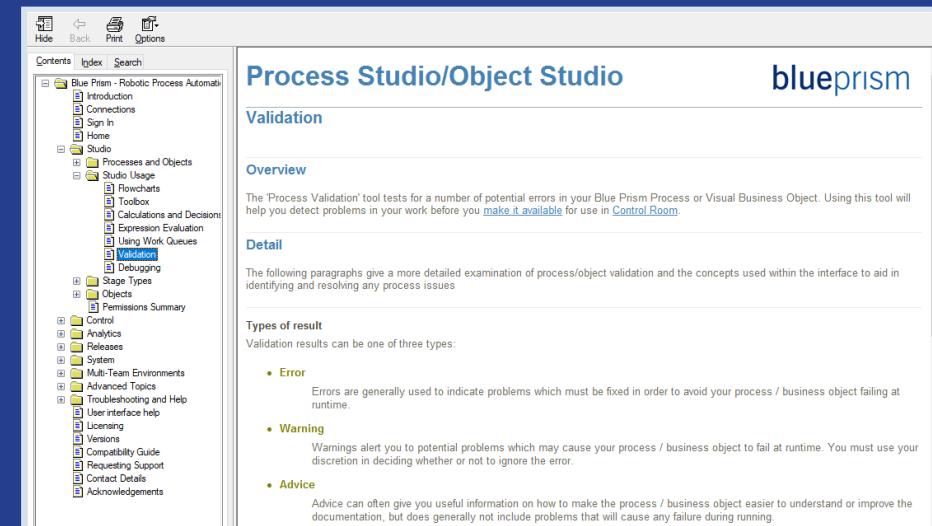 Hide Back Print Options
Contents Index Search
Blue Prism - Robotic Process Automati
Introduction
Connections
Sign In
Home
Studio
Processes and Objects
Studio Usage
Flowcharts
Toolbox
Calculations and Decisions
Expression Evaluation
Using Work Queues
Validation
Debugging
Stage Types
Objects
Permissions Summary
Control
Analytics
Releases
System
Multi-Team Environments
Advanced Topics
Troubleshooting and Help
User interface help
Licensing
Versions
Compatibility Guide
Requesting Support
Contact Details
Acknowledgements
Process Studio/Object Studio
blueprism
Validation
Overview
The 'Process Validation' tool tests for a number of potential errors in your Blue Prism Process or Visual Business Object. Using this tool will
help you detect problems in your work before you make it available for use in Control Room.
Detail
The following paragraphs give a more detailed examination of process/object validation and the concepts used within the interface to aid in
identifying and resolving any process issues
Types of result
Validation results can be one of three types:
• Error
Errors are generally used to indicate problems which must be fixed in order to avoid your process / business object failing at
runtime.
• Warning
Warnings alert you to potential problems which may cause your process / business object to fail at runtime. You must use your
discretion in deciding whether or not to ignore the error.
• Advice
Advice can often give you useful information on how to make the process / business object easier to understand or improve the
documentation, but does generally not include problems that will cause any failure during running.